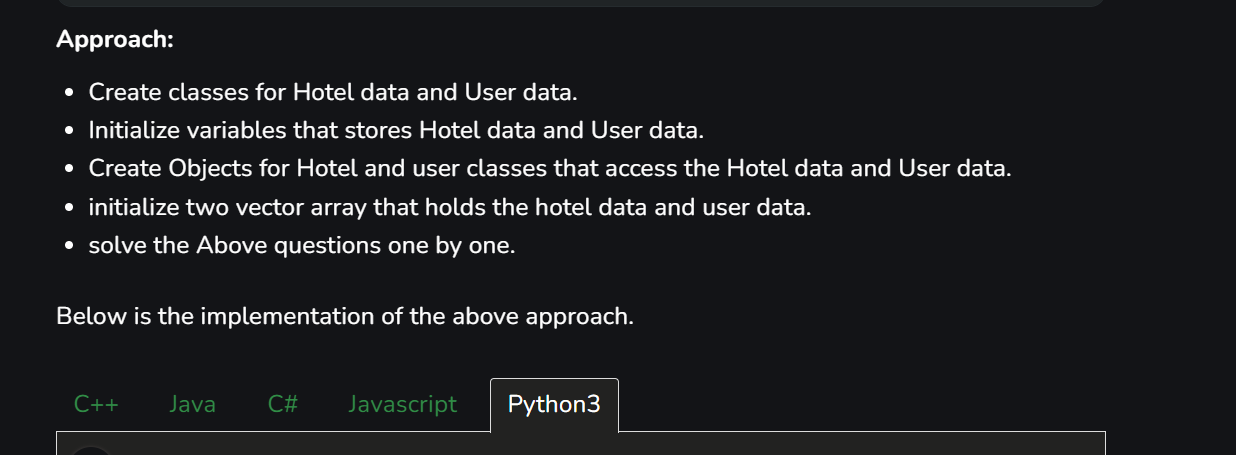 Approach:
• Create classes for Hotel data and User data.
• Initialize variables that stores Hotel data and User data.
• Create Objects for Hotel and user classes that access the Hotel data and User data.
• initialize two vector array that holds the hotel data and user data.
• solve the Above questions one by one.
Below is the implementation of the above approach.
C++ Java C# Javascript Python3